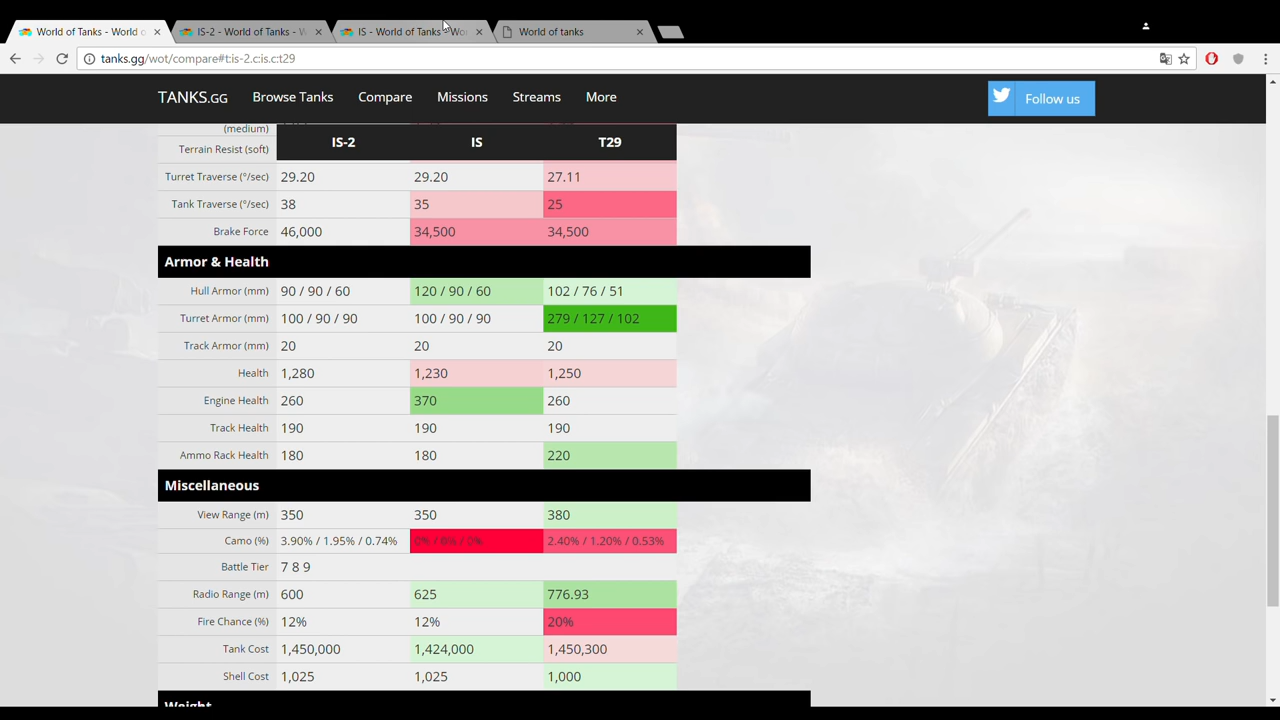 World of Tanks - World o
IS-2 - World of Tanks - W
IS - World of Tanks - Wo
World of tanks
tanks.gg/wot/compare#t:is-2.c:is.c:t29
TANKS.GG Browse Tanks Compare Missions Streams More Follow us
(medium)
IS-2 IS T29
Terrain Resist (soft)
Turret Traverse (°/sec) 29.20 29.20 27.11
Tank Traverse (°/sec) 38 35 25
Brake Force 46,000 34,500 34,500
Armor & Health
Hull Armor (mm) 90 / 90 / 60 120 / 90 / 60 102 / 76 / 51
Turret Armor (mm) 100 / 90 / 90 100 / 90 / 90 279 / 127 / 102
Track Armor (mm) 20 20 20
Health 1,280 1,230 1,250
Engine Health 260 370 260
Track Health 190 190 190
Ammo Rack Health 180 180 220
Miscellaneous
View Range (m) 350 350 380
Camo (%) 3.90% / 1.95% / 0.74% 0% / 0% / 0% 2.40% / 1.20% / 0.53%
Battle Tier 7 8 9
Radio Range (m) 600 625 776.93
Fire Chance (%) 12% 12% 20%
Tank Cost 1,450,000 1,424,000 1,450,300
Shell Cost 1,025 1,025 1,000
Weight